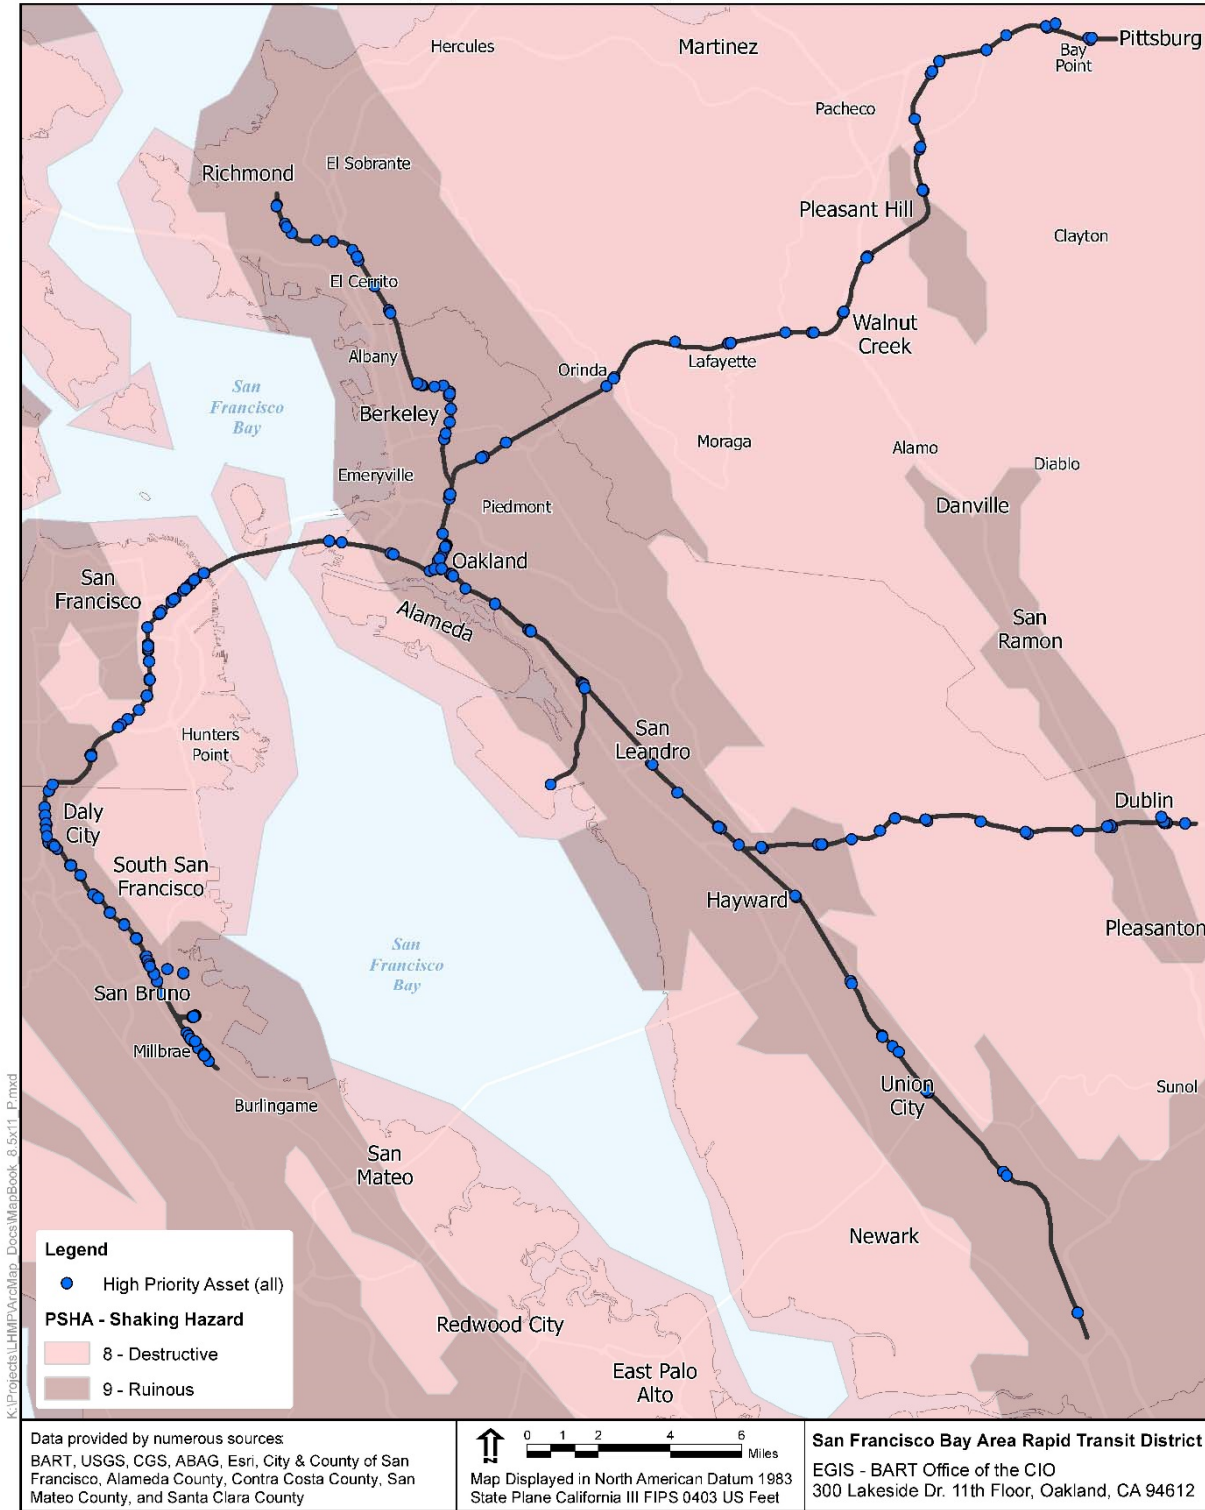 Hercules
Martinez
Pittsburg
Bay
Point
Pacheco
El Sobrante
Richmond
Pleasant Hill
Clayton
El Cerrito
Walnut
Creek
Albany
Orinda
Lafayette
San
Francisco
Bay
Berkeley
Moraga
Alamo
Diablo
Emeryville
Piedmont
Danville
Oakland
San
Francisco
Alameda
San
Ramon
Hunters
Point
San
Leandro
Daly
City
Dublin
South San
Francisco
Hayward
Pleasanton
San
Francisco
Bay
San Bruno
Millbrae
Union
City
Sunol
Burlingame
San
Mateo
Newark
Redwood City
East Palo
Alto
K:\Projects\LHMP\ArcMap_Docs\MapBook_8.5x11_P.mxd
Legend
High Priority Asset (all)
PSHA - Shaking Hazard
8 - Destructive
9 - Ruinous
Data provided by numerous sources:
BART, USGS, CGS, ABAG, Esri, City & County of San
Francisco, Alameda County, Contra Costa County, San
Mateo County, and Santa Clara County
0 1 2 4 6
Miles
Map Displayed in North American Datum 1983
State Plane California III FIPS 0403 US Feet
San Francisco Bay Area Rapid Transit District
EGIS - BART Office of the CIO
300 Lakeside Dr. 11th Floor, Oakland, CA 94612